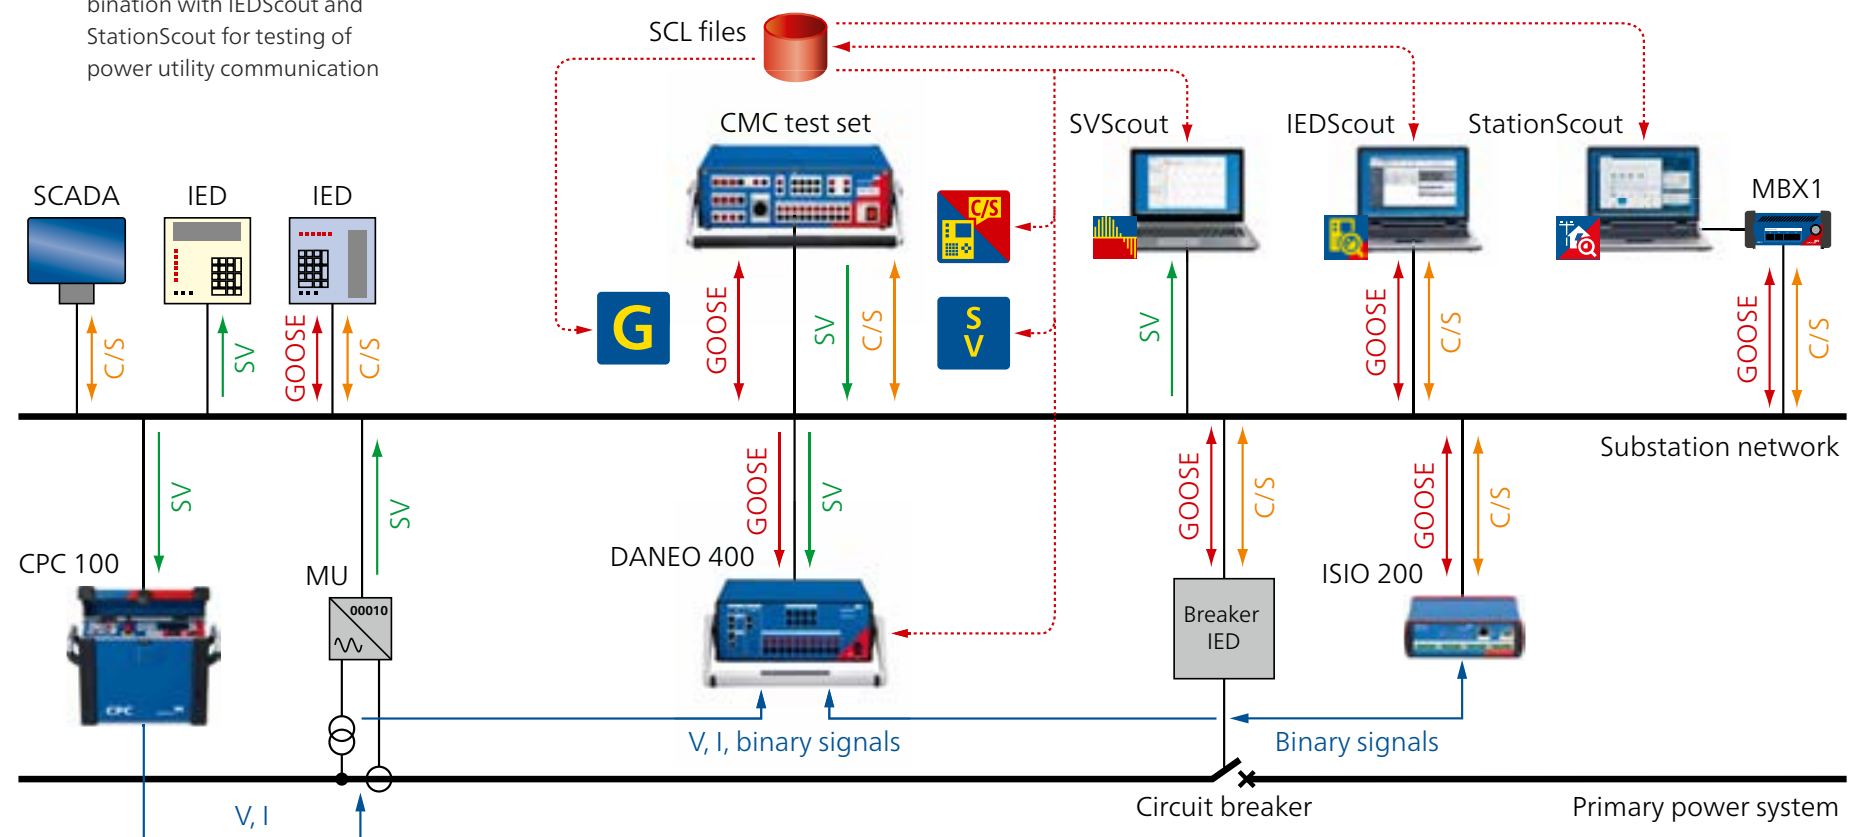 bination with IEDScout and
StationScout for testing of
power utility communication
SCL files
CMC test set
SVScout
IEDScout
StationScout
SCADA
IED
IED
MBX1
C/S
G
S
V
C/S
SV
GOOSE
C/S
GOOSE
SV
C/S
SV
GOOSE
C/S
GOOSE
C/S
Substation network
SV
SV
GOOSE
SV
GOOSE
C/S
GOOSE
C/S
CPC 100
MU
DANEO 400
ISIO 200
00010
Breaker
IED
CPC
V, I, binary signals
Binary signals
V, I
Circuit breaker
Primary power system